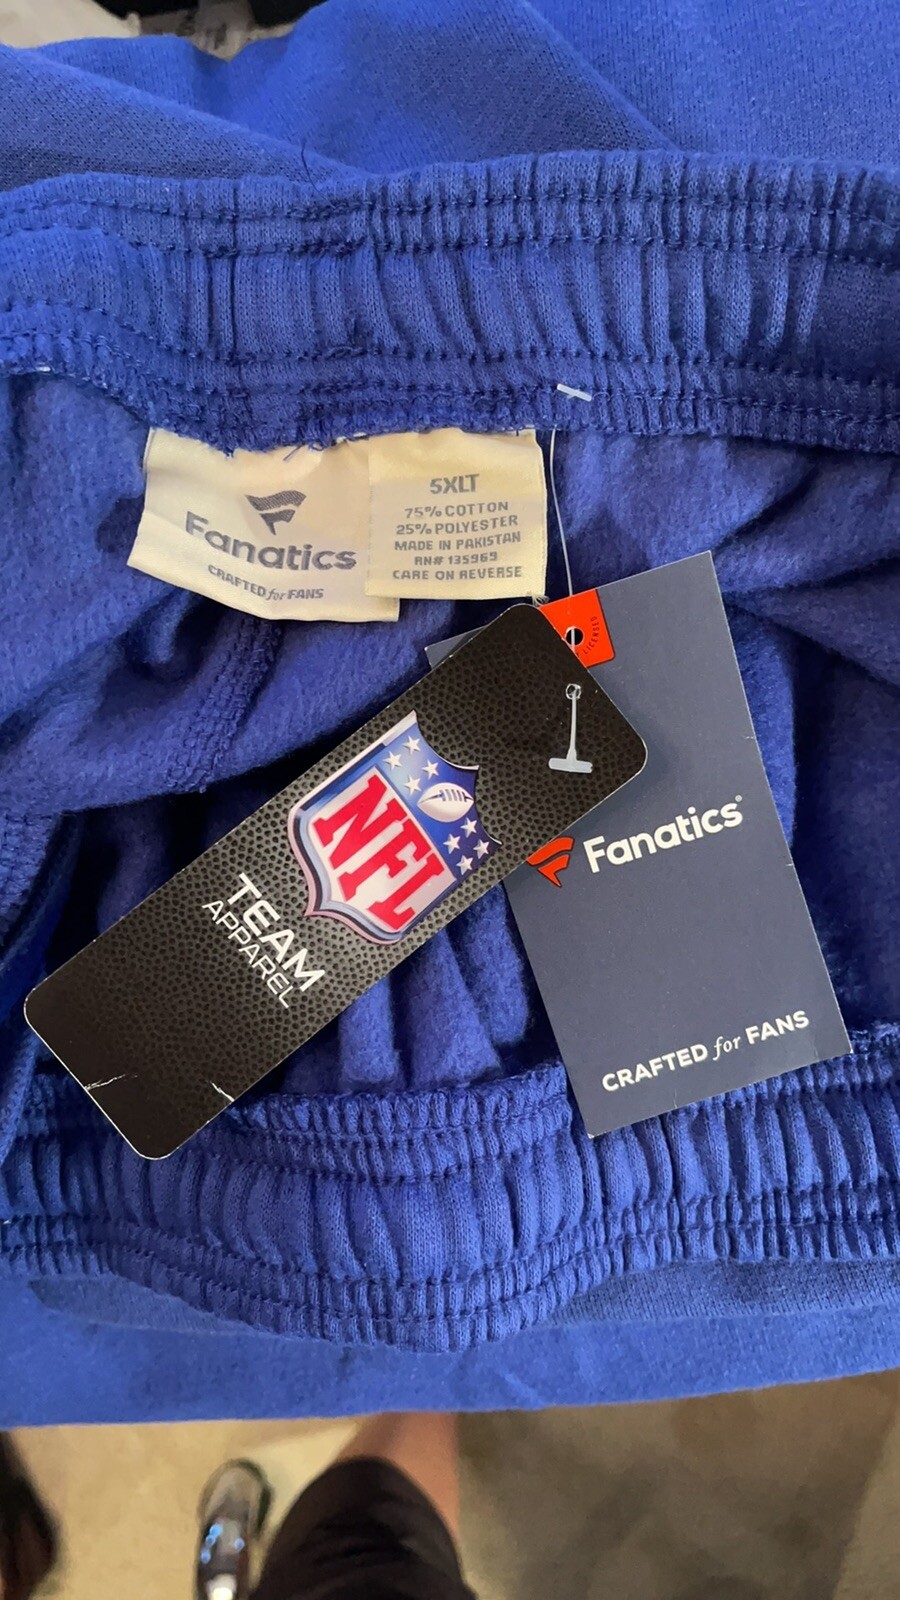 Fanatics
CRAFTED for FANS
5XLT
75% COTTON
25% POLYESTER
MADE IN PAKISTAN
RN# 135969
CARE ON REVERSE
LICENSED
NFL
TEAM
APPAREL
Fanatics®
CRAFTED for FANS